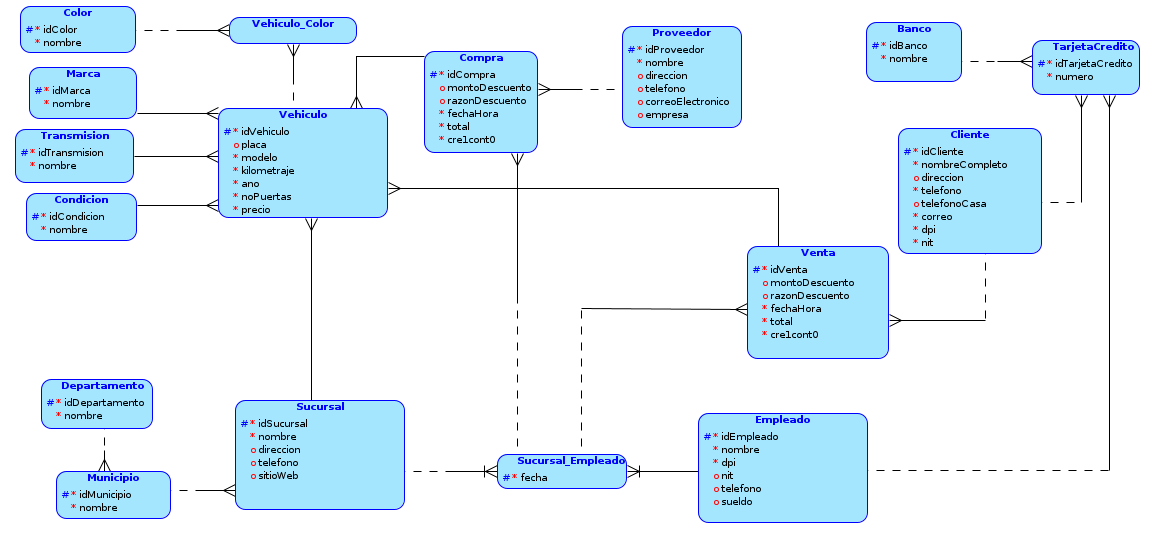 Color
#* idColor
* nombre
Vehiculo_Color
Marca
#* idMarca
* nombre
Transmision
#* idTransmision
* nombre
Condicion
#* idCondicion
* nombre
Vehiculo
#* idVehiculo
o placa
* modelo
* kilometraje
* ano
* noPuertas
* precio
Compra
#* idCompra
o montoDescuento
o razonDescuento
* fechaHora
* total
* cre1cont0
Proveedor
#* idProveedor
* nombre
o direccion
o telefono
o correoElectronico
o empresa
Banco
#* idBanco
* nombre
TarjetaCredito
#* idTarjetaCredito
* numero
Cliente
#* idCliente
* nombreCompleto
o direccion
* telefono
o telefonoCasa
* correo
* dpi
* nit
Venta
#* idVenta
o montoDescuento
o razonDescuento
* fechaHora
* total
* cre1cont0
Departamento
#* idDepartamento
* nombre
Municipio
#* idMunicipio
* nombre
Sucursal
#* idSucursal
* nombre
o direccion
o telefono
o sitioWeb
Sucursal_Empleado
#* fecha
Empleado
#* idEmpleado
* nombre
* dpi
o nit
o telefono
o sueldo